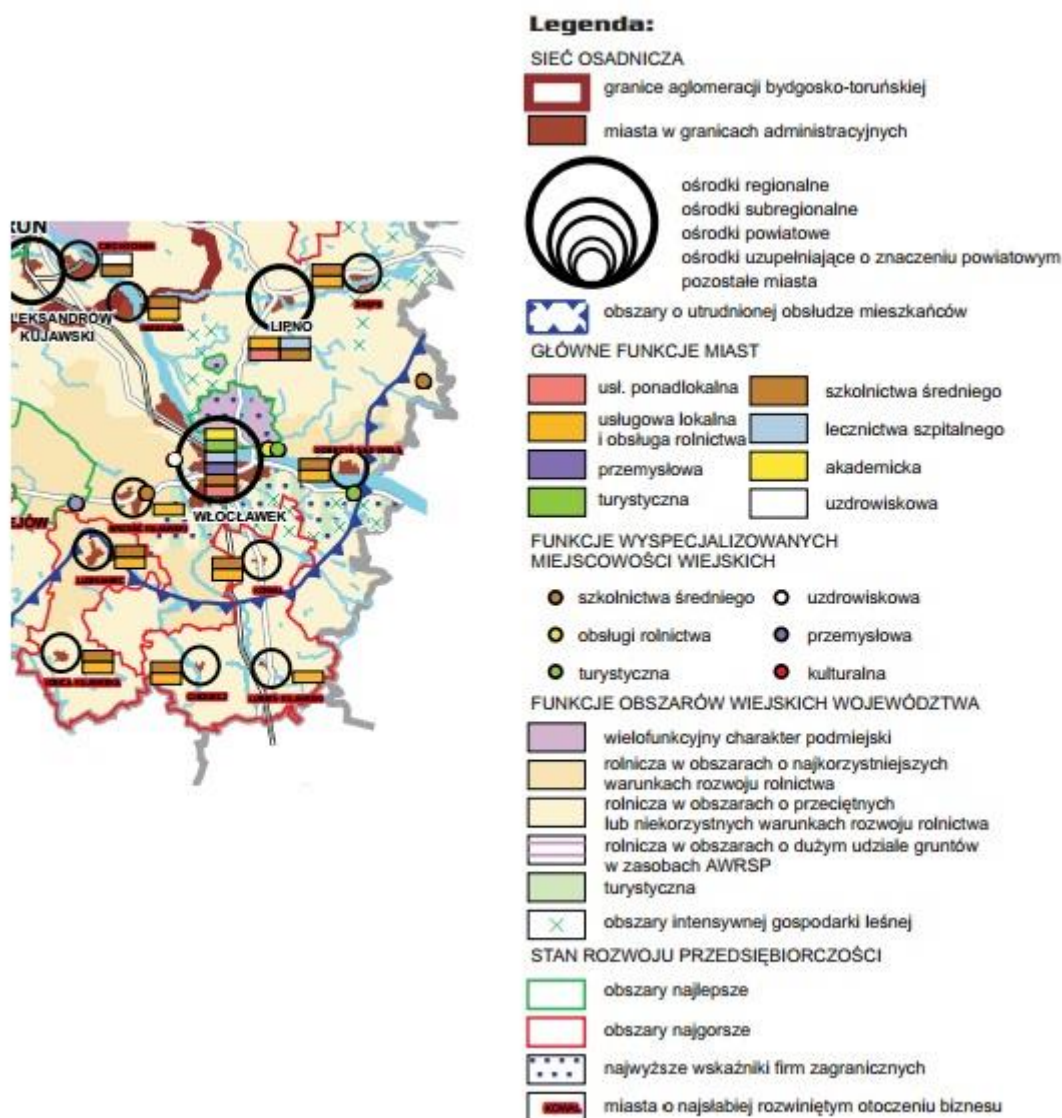 Legenda:
SIEĆ OSADNICZA
granice aglomeracji bydgosko-toruńskiej
miasta w granicach administracyjnych
ośrodki regionalne
ośrodki subregionalne
ośrodki powiatowe
ośrodki uzupełniające o znaczeniu powiatowym
pozostałe miasta
obszary o utrudnionej obsłudze mieszkańców
GŁÓWNE FUNKCJE MIAST
usł. ponadlokalna
usługowa lokalna
i obsługa rolnictwa
przemysłowa
turystyczna
szkolnictwa średniego
lecznictwa szpitalnego
akademicka
uzdrowiskowa
FUNKCJE WYSPECJALIZOWANYCH
MIEJSCOWOŚCI WIEJSKICH
szkolnictwa średniego
obsługi rolnictwa
turystyczna
uzdrowiskowa
przemysłowa
kulturalna
FUNKCJE OBSZARÓW WIEJSKICH WOJEWÓDZTWA
wielofunkcyjny charakter podmiejski
rolnicza w obszarach o najkorzystniejszych
warunkach rozwoju rolnictwa
rolnicza w obszarach o przeciętnych
lub niekorzystnych warunkach rozwoju rolnictwa
rolnicza w obszarach o dużym udziale gruntów
w zasobach AWRSP
turystyczna
obszary intensywnej gospodarki leśnej
STAN ROZWOJU PRZEDSIĘBIORCZOŚCI
obszary najlepsze
obszary najgorsze
najwyższe wskaźniki firm zagranicznych
KOWAL
miasta o najsłabiej rozwiniętym otoczeniu biznesu
RUŃ
LEKSANDRÓW
KUJAWSKI
LIPNO
WŁOCŁAWEK
EJÓW
KOWAL